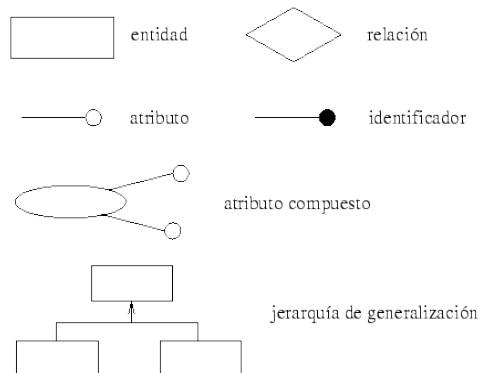 entidad
relación
atributo
identificador
atributo compuesto
jerarquía de generalización